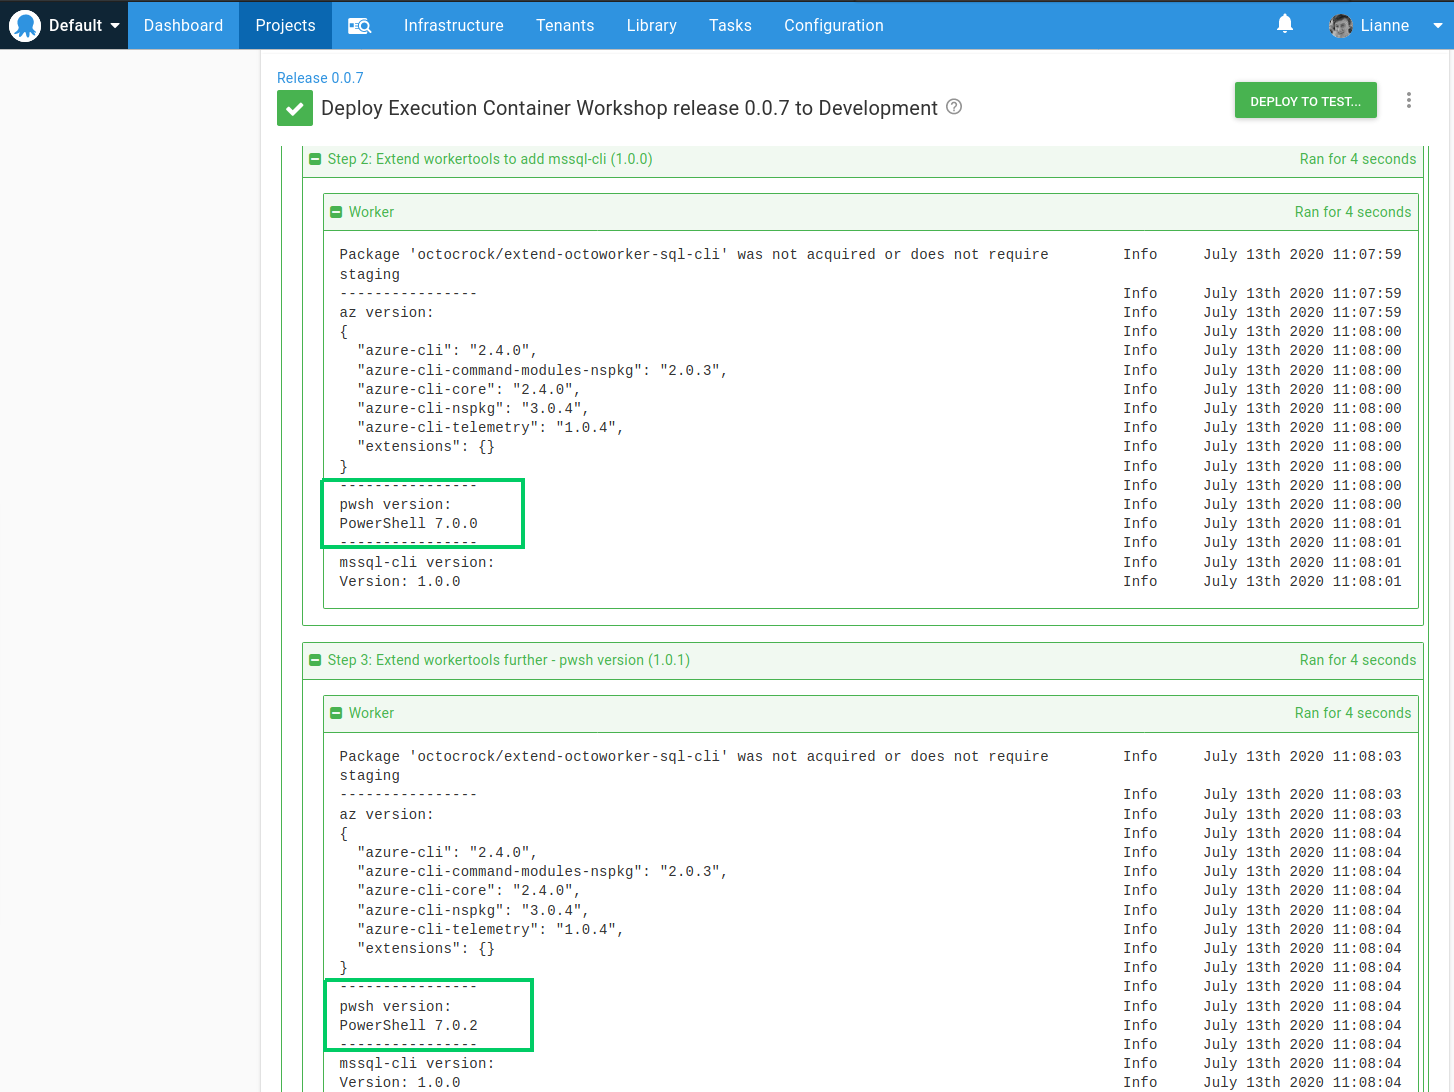 Default Dashboard Projects Infrastructure Tenants Library Tasks Configuration Lianne
Release 0.0.7
Deploy Execution Container Workshop release 0.0.7 to Development ? DEPLOY TO TEST...
Step 2: Extend workertools to add mssql-cli (1.0.0) Ran for 4 seconds
Worker Ran for 4 seconds
Package 'octocrock/extend-octoworker-sql-cli' was not acquired or does not require Info July 13th 2020 11:07:59
staging
---------------- Info July 13th 2020 11:07:59
az version: Info July 13th 2020 11:07:59
{ Info July 13th 2020 11:08:00
"azure-cli": "2.4.0", Info July 13th 2020 11:08:00
"azure-cli-command-modules-nspkg": "2.0.3", Info July 13th 2020 11:08:00
"azure-cli-core": "2.4.0", Info July 13th 2020 11:08:00
"azure-cli-nspkg": "3.0.4", Info July 13th 2020 11:08:00
"azure-cli-telemetry": "1.0.4", Info July 13th 2020 11:08:00
"extensions": {} Info July 13th 2020 11:08:00
} Info July 13th 2020 11:08:00
---------------- Info July 13th 2020 11:08:00
pwsh version: Info July 13th 2020 11:08:00
PowerShell 7.0.0 Info July 13th 2020 11:08:01
---------------- Info July 13th 2020 11:08:01
mssql-cli version: Info July 13th 2020 11:08:01
Version: 1.0.0 Info July 13th 2020 11:08:01
Step 3: Extend workertools further - pwsh version (1.0.1) Ran for 4 seconds
Worker Ran for 4 seconds
Package 'octocrock/extend-octoworker-sql-cli' was not acquired or does not require Info July 13th 2020 11:08:03
staging
---------------- Info July 13th 2020 11:08:03
az version: Info July 13th 2020 11:08:03
{ Info July 13th 2020 11:08:04
"azure-cli": "2.4.0", Info July 13th 2020 11:08:04
"azure-cli-command-modules-nspkg": "2.0.3", Info July 13th 2020 11:08:04
"azure-cli-core": "2.4.0", Info July 13th 2020 11:08:04
"azure-cli-nspkg": "3.0.4", Info July 13th 2020 11:08:04
"azure-cli-telemetry": "1.0.4", Info July 13th 2020 11:08:04
"extensions": {} Info July 13th 2020 11:08:04
} Info July 13th 2020 11:08:04
---------------- Info July 13th 2020 11:08:04
pwsh version: Info July 13th 2020 11:08:04
PowerShell 7.0.2 Info July 13th 2020 11:08:04
---------------- Info July 13th 2020 11:08:04
mssql-cli version: Info July 13th 2020 11:08:04
Version: 1.0.0 Info July 13th 2020 11:08:04